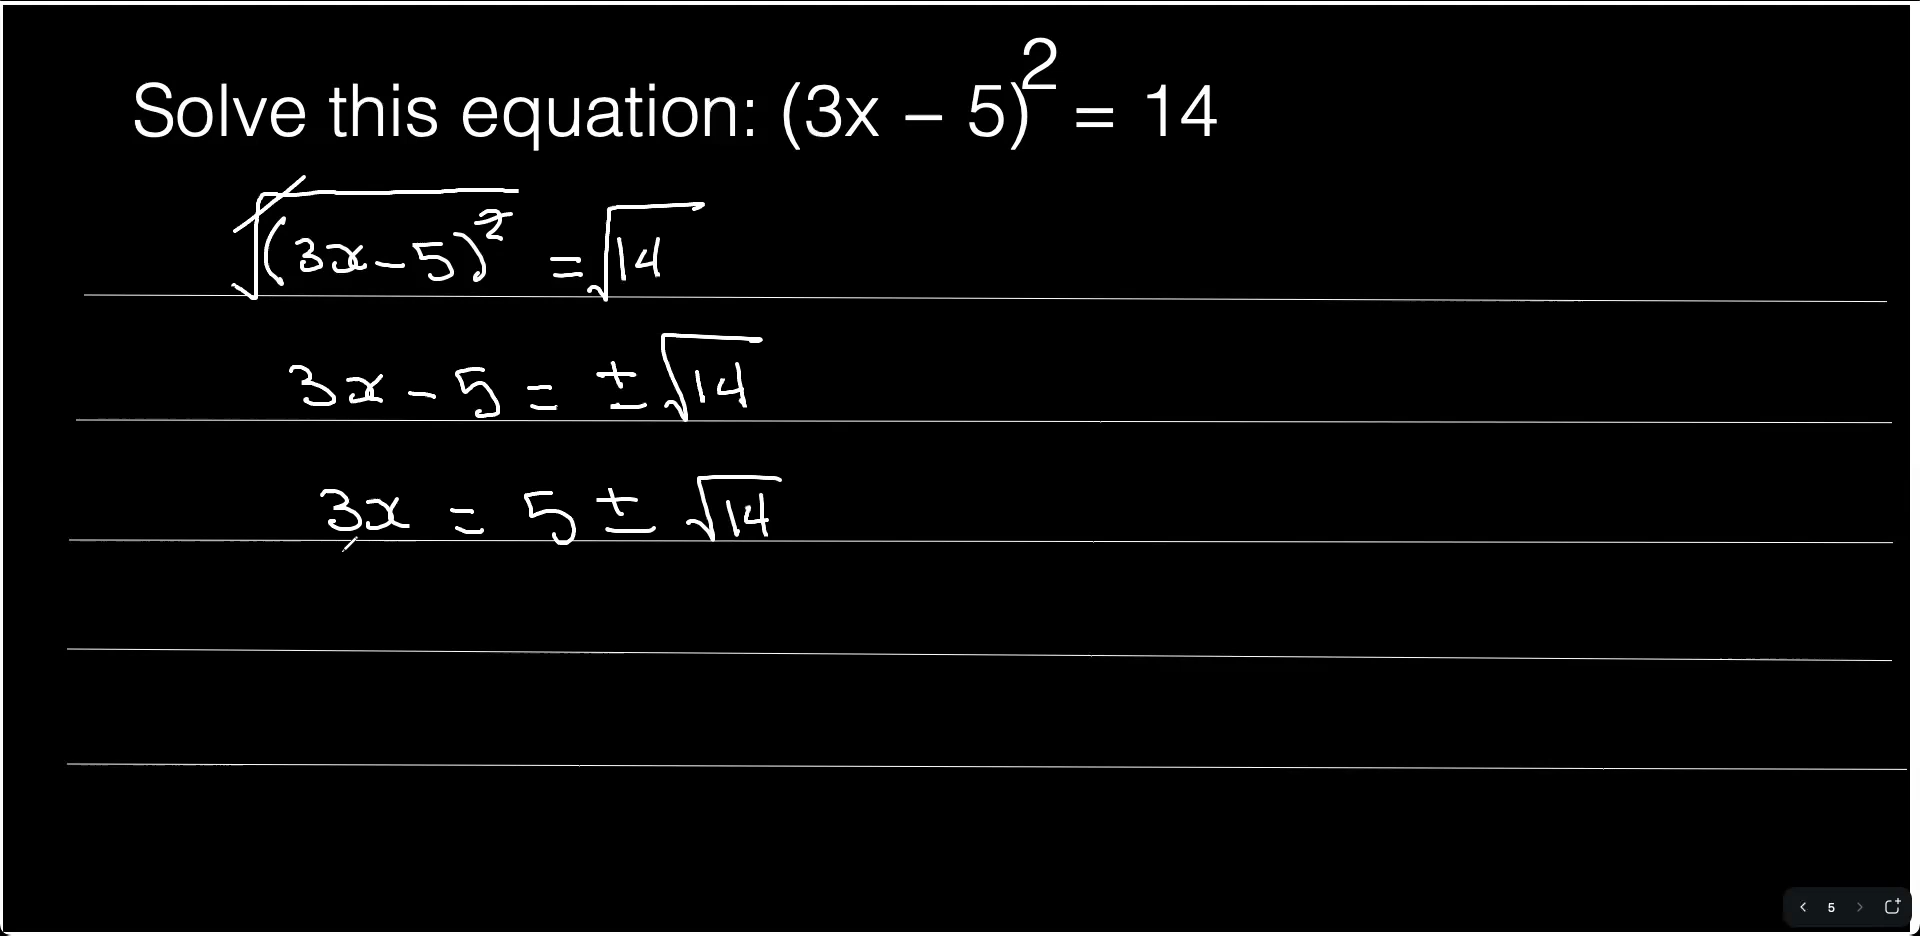 Solve this equation: (3x – 5)² = 14
√(3x-5)² = √14
3x - 5 = ± √14
3x = 5 ± √14
5